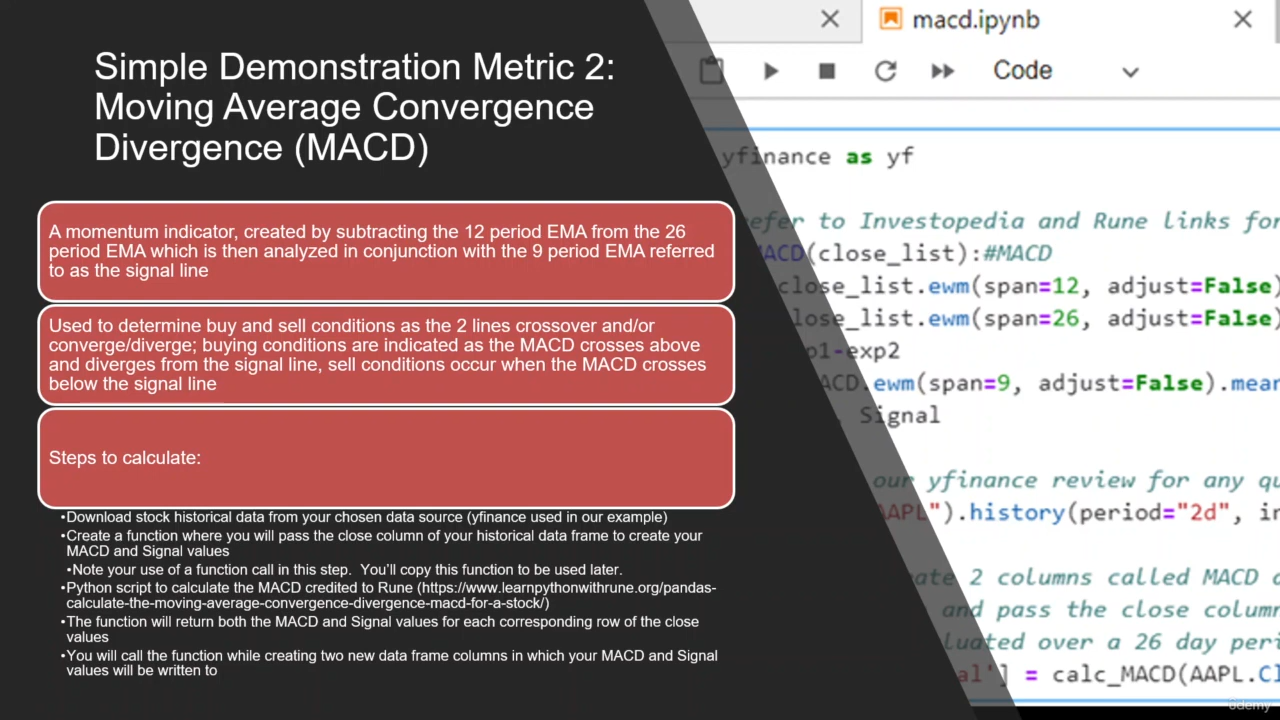 Simple Demonstration Metric 2:
Moving Average Convergence
Divergence (MACD)
A momentum indicator, created by subtracting the 12 period EMA from the 26
period EMA which is then analyzed in conjunction with the 9 period EMA referred
to as the signal line
Used to determine buy and sell conditions as the 2 lines crossover and/or
converge/diverge; buying conditions are indicated as the MACD crosses above
and diverges from the signal line, sell conditions occur when the MACD crosses
below the signal line
Steps to calculate:
•Download stock historical data from your chosen data source (yfinance used in our example)
•Create a function where you will pass the close column of your historical data frame to create your
MACD and Signal values
•Note your use of a function call in this step.  You'll copy this function to be used later.
•Python script to calculate the MACD credited to Rune (https://www.learnpythonwithrune.org/pandas-
calculate-the-moving-average-convergence-divergence-macd-for-a-stock/)
•The function will return both the MACD and Signal values for each corresponding row of the close
values
•You will call the function while creating two new data frame columns in which your MACD and Signal
values will be written to
macd.ipynb
Code
yfinance as yf
efer to Investopedia and Rune links for
MACD(close_list):#MACD
close_list.ewm(span=12, adjust=False)
close_list.ewm(span=26, adjust=False)
p1-exp2
MACD.ewm(span=9, adjust=False).mean
, Signal
our yfinance review for any qu
AAPL").history(period="2d", in
ate 2 columns called MACD a
and pass the close column
luated over a 26 day peri
al'] = calc_MACD(AAPL.Cl
ûdemy